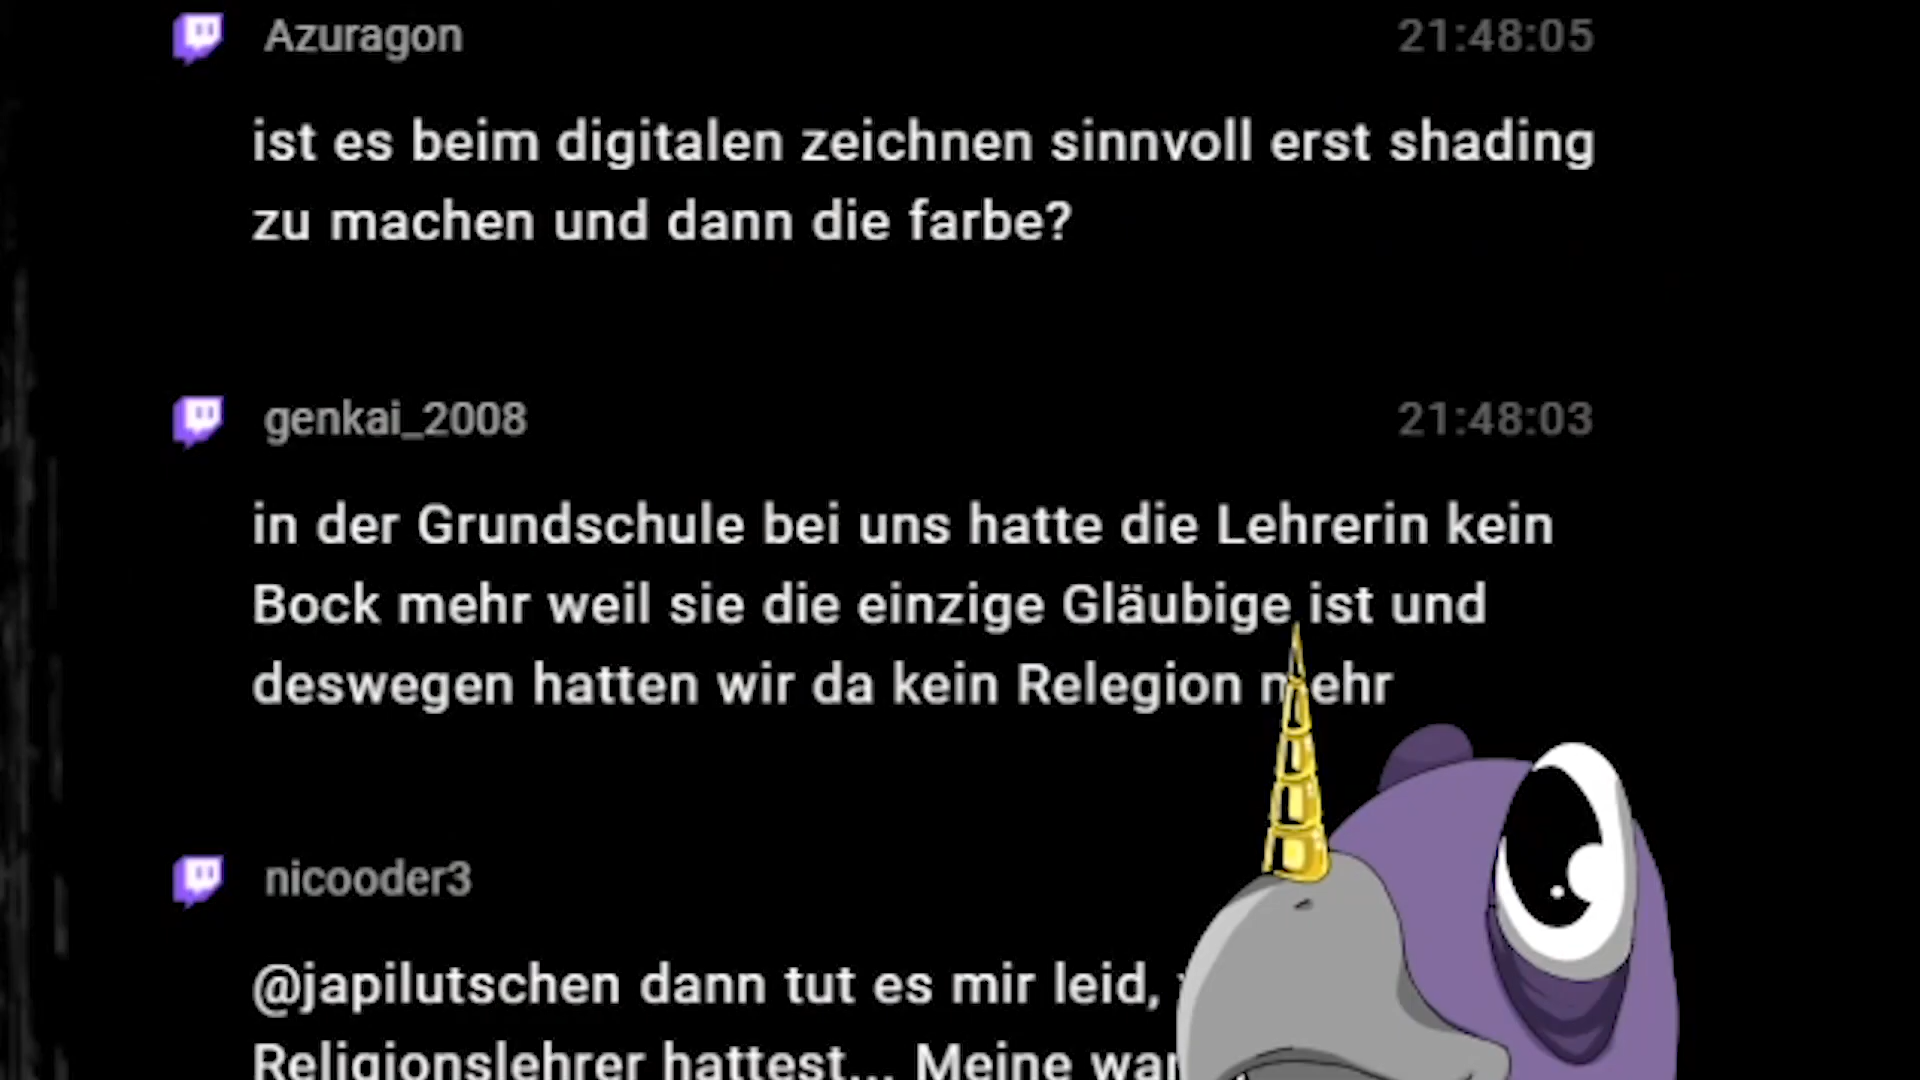 Azuragon 21:48:05
ist es beim digitalen zeichnen sinnvoll erst shading
zu machen und dann die farbe?
genkai_2008 21:48:03
in der Grundschule bei uns hatte die Lehrerin kein
Bock mehr weil sie die einzige Gläubige ist und
deswegen hatten wir da kein Relegion mehr
nicooder3
@japilutschen dann tut es mir leid,
Religionslehrer hattest... Meine war